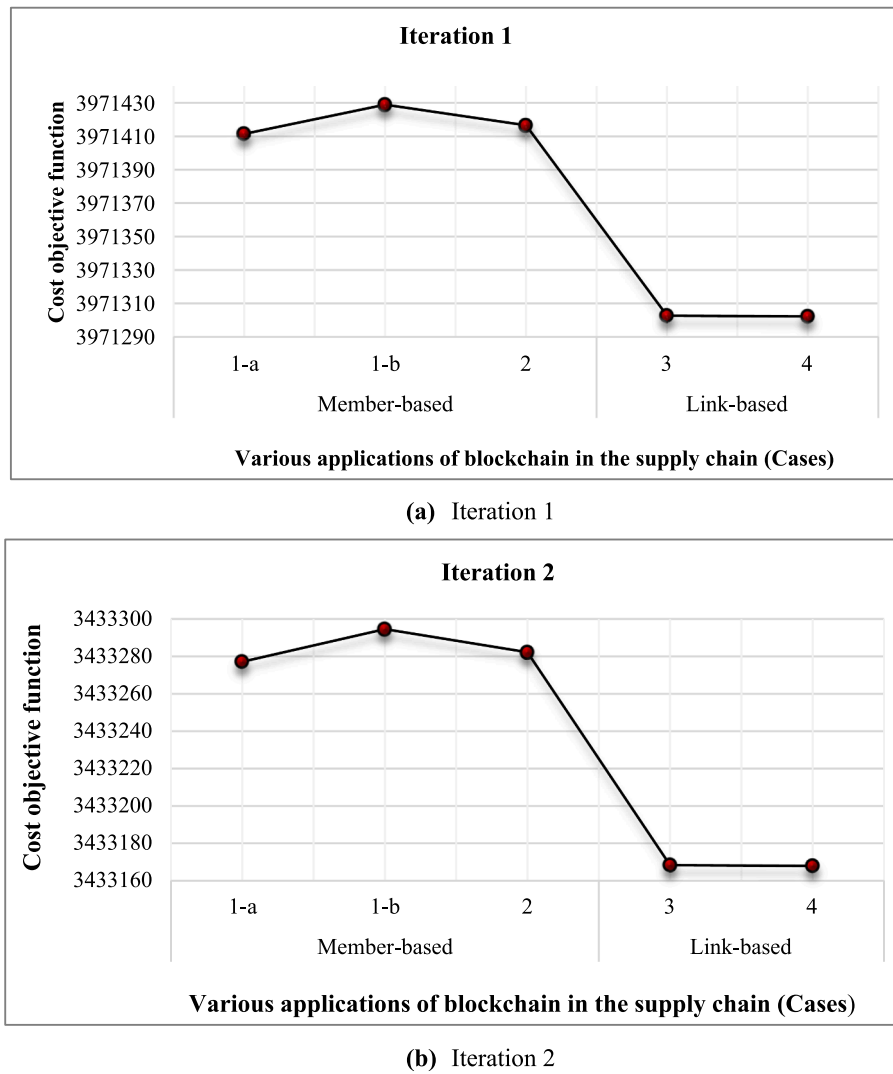 Iteration 1
Cost objective function
3971430
3971410
3971390
3971370
3971350
3971330
3971310
3971290
1-a 1-b 2 3 4
Member-based Link-based
Various applications of blockchain in the supply chain (Cases)
(a) Iteration 1
Iteration 2
Cost objective function
3433300
3433280
3433260
3433240
3433220
3433200
3433180
3433160
1-a 1-b 2 3 4
Member-based Link-based
Various applications of blockchain in the supply chain (Cases)
(b) Iteration 2